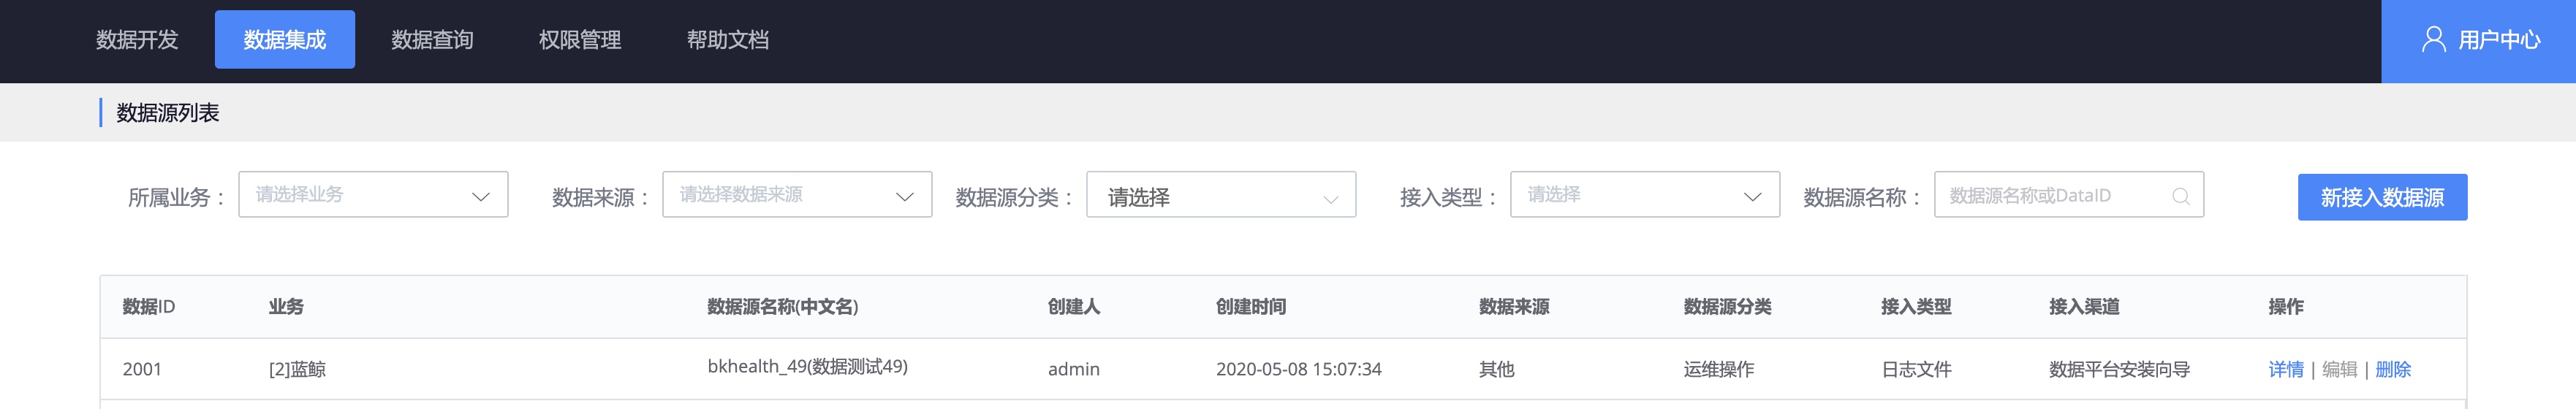 数据开发 数据集成 数据查询 权限管理 帮助文档 用户中心
数据源列表
所属业务： 请选择业务 数据来源： 请选择数据来源 数据源分类： 请选择 接入类型： 请选择 数据源名称： 数据源名称或DataID 新接入数据源
数据ID 业务 数据源名称(中文名) 创建人 创建时间 数据来源 数据源分类 接入类型 接入渠道 操作
2001 [2]蓝鲸 bkhealth_49(数据测试49) admin 2020-05-08 15:07:34 其他 运维操作 日志文件 数据平台安装向导 详情 | 编辑 | 删除